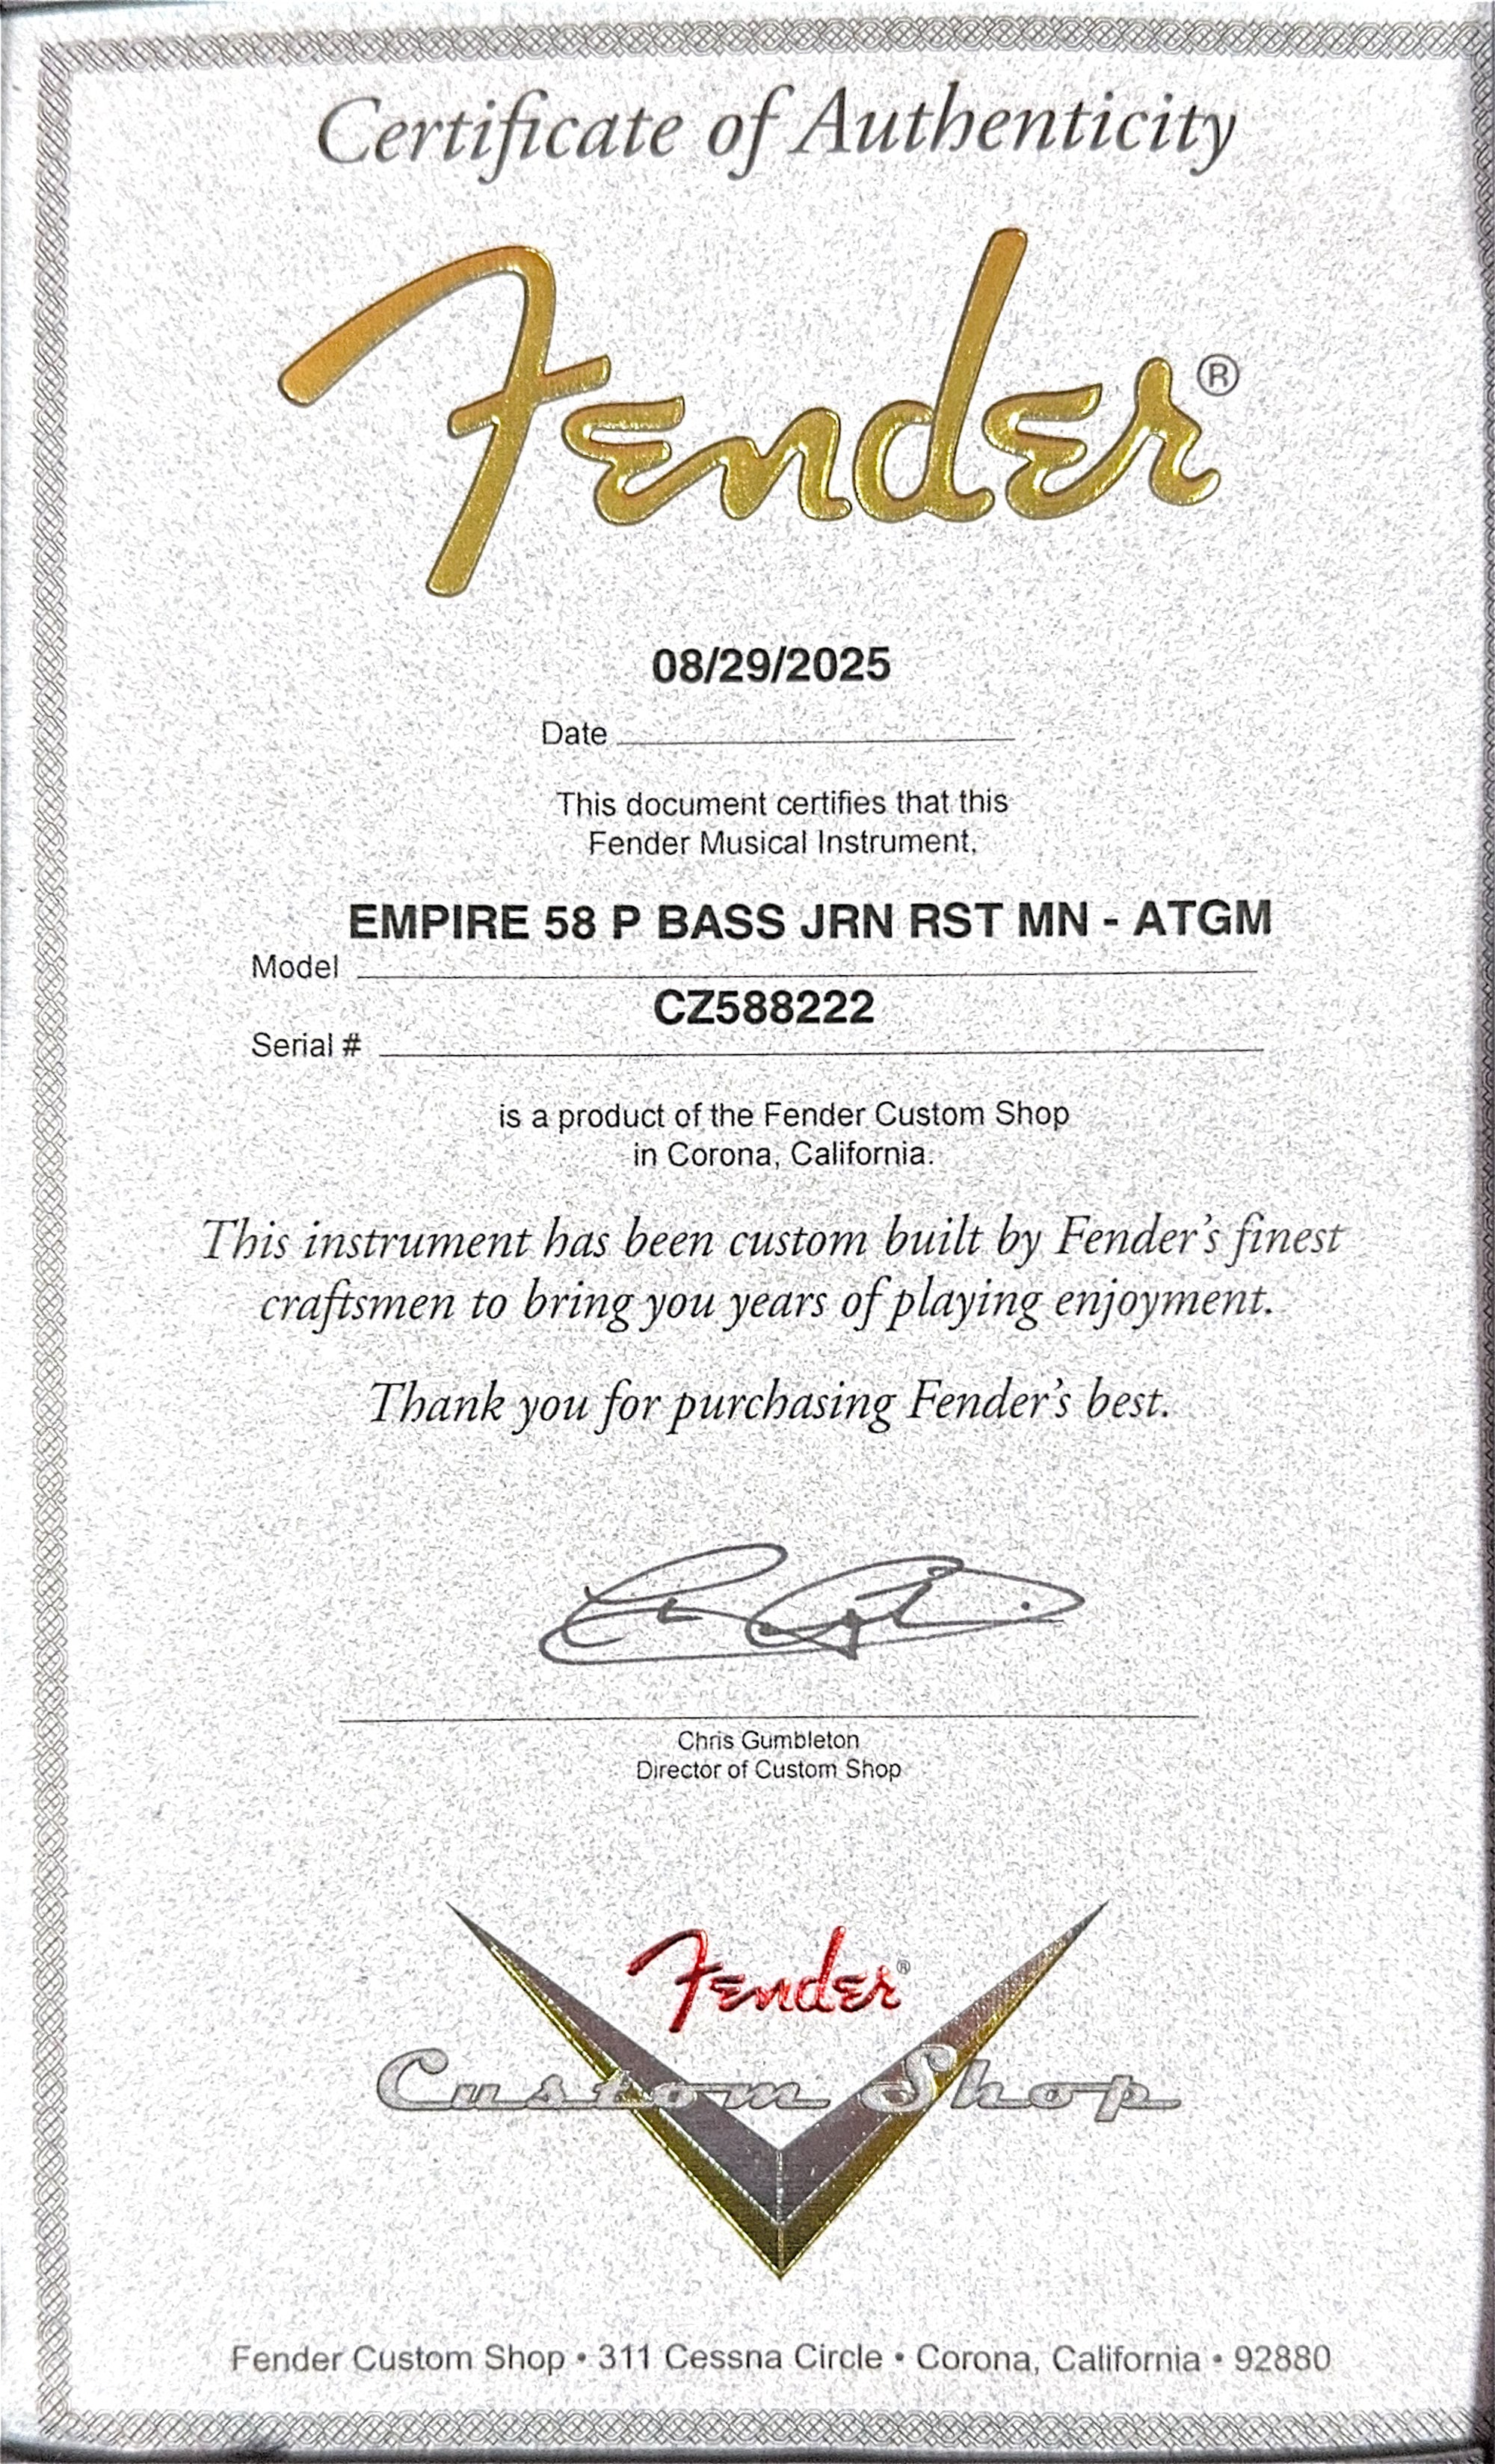 Certificate of Authenticity
Fender®
08/29/2025
Date
This document certifies that this
Fender Musical Instrument,
EMPIRE 58 P BASS JRN RST MN - ATGM
Model
CZ588222
Serial #
is a product of the Fender Custom Shop
in Corona, California.
This instrument has been custom built by Fender's finest
craftsmen to bring you years of playing enjoyment.
Thank you for purchasing Fender's best.
Chris Gumbleton
Director of Custom Shop
Fender®
Custom Shop
Fender Custom Shop • 311 Cessna Circle • Corona, California • 92880